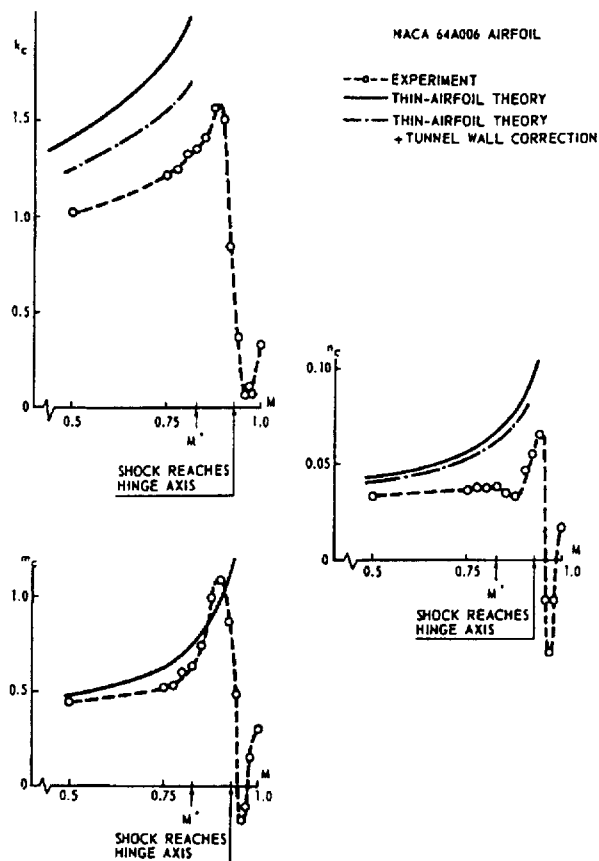 NACA 64A006 AIRFOIL
EXPERIMENT
THIN-AIRFOIL THEORY
THIN-AIRFOIL THEORY
+ TUNNEL WALL CORRECTION
k_c
1.5
1.0
0.5
0
0.5
0.75
1.0
M
M*
SHOCK REACHES
HINGE AXIS
n_c
0.10
0.05
0
0.5
0.75
1.0
M
M*
SHOCK REACHES
HINGE AXIS
m_c
1.0
0.5
0
0.5
0.75
1.0
M
M*
SHOCK REACHES
HINGE AXIS